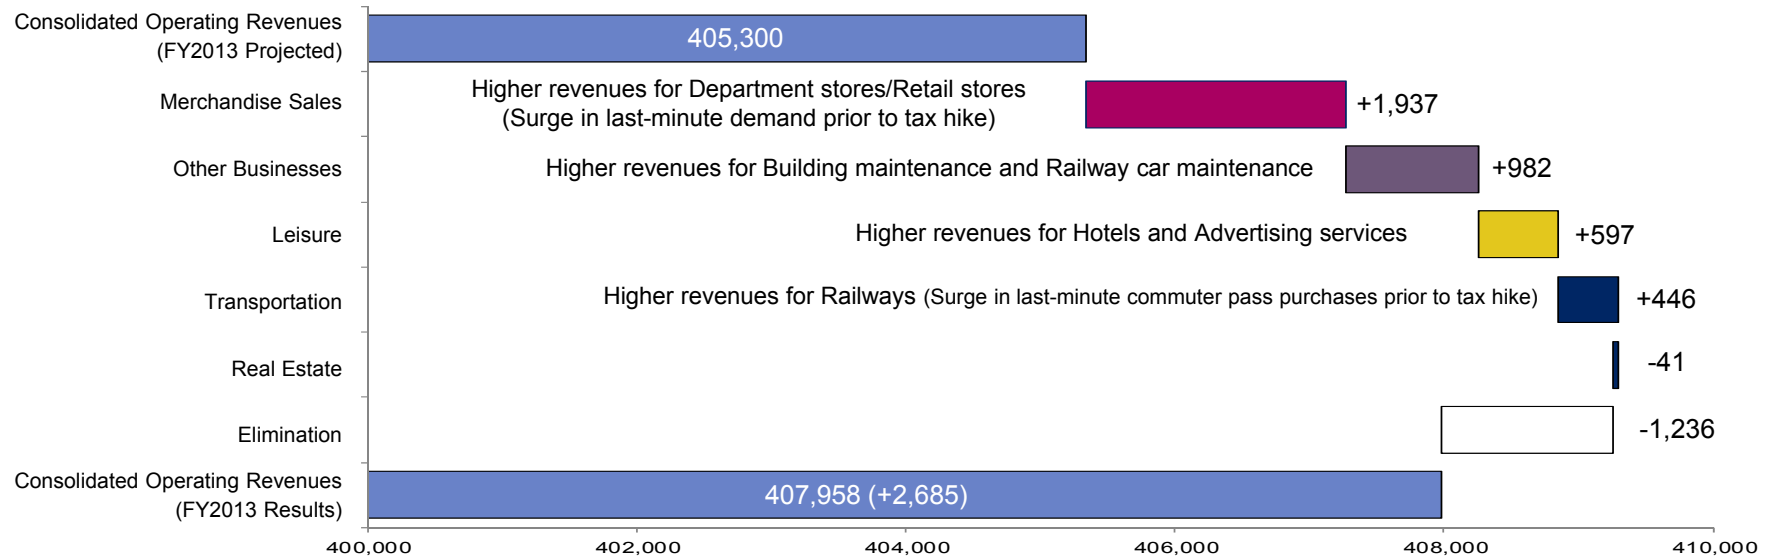 Consolidated Operating Revenues
(FY2013 Projected)
405,300
Merchandise Sales
Higher revenues for Department stores/Retail stores
(Surge in last-minute demand prior to tax hike)
+1,937
Other Businesses
Higher revenues for Building maintenance and Railway car maintenance
+982
Leisure
Higher revenues for Hotels and Advertising services
+597
Transportation
Higher revenues for Railways (Surge in last-minute commuter pass purchases prior to tax hike)
+446
Real Estate
-41
Elimination
-1,236
Consolidated Operating Revenues
(FY2013 Results)
407,958 (+2,685)
400,000 402,000 404,000 406,000 408,000 410,000